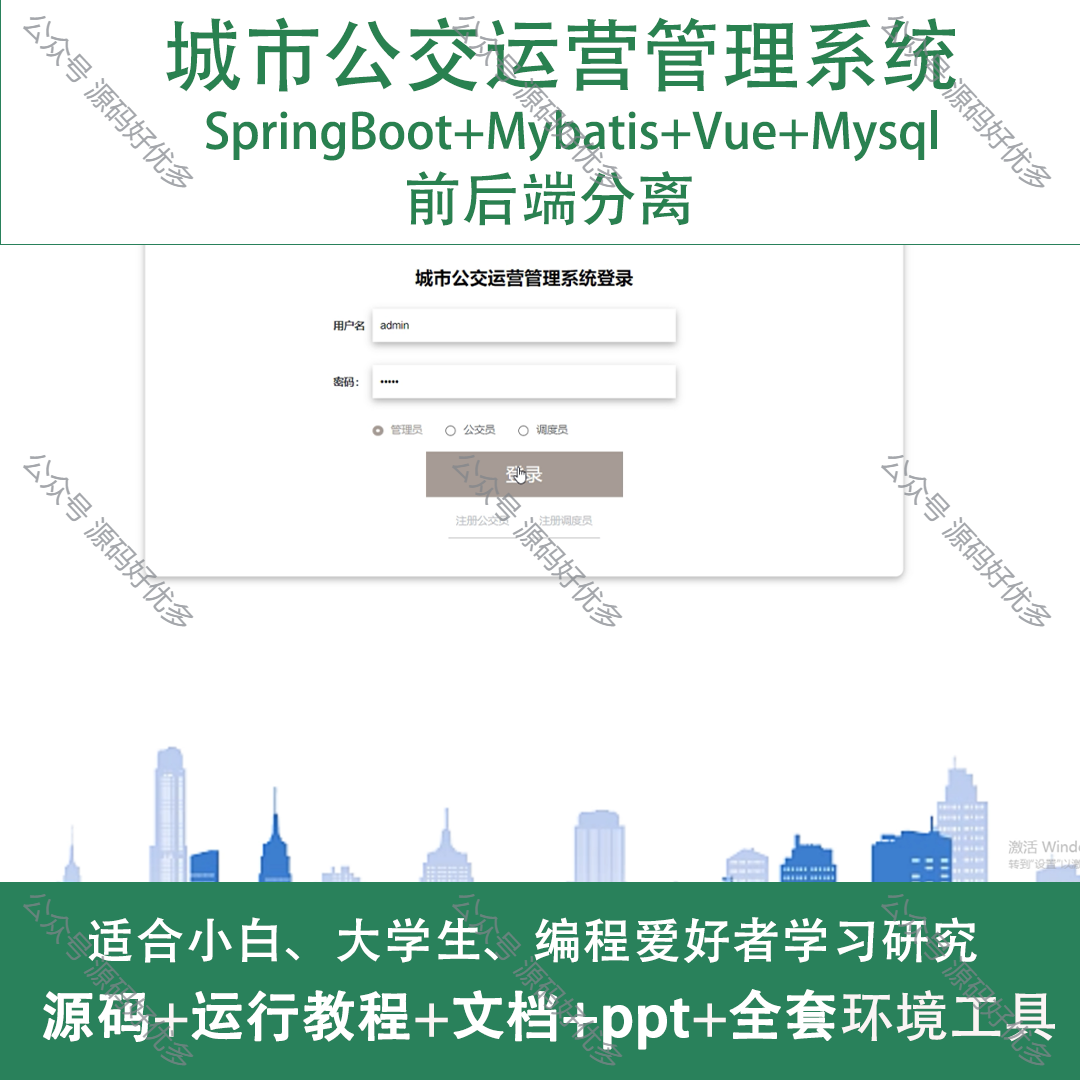 城市公交运营管理系统
SpringBoot+Mybatis+Vue+Mysql
前后端分离
城市公交运营管理系统登录
用户名
admin
密码：
•••••
管理员 公交员 调度员
登录
注册公交员 注册调度员
激活 Windo
转到"设置"以激
适合小白、大学生、编程爱好者学习研究
源码+运行教程+文档+ppt+全套环境工具
公众号 源码好优多
公众号 源码好优多
公众号 源码好优多
公众号 源码好优多
公众号 源码好优多
公众号 源码好优多
公众号 源码好优多
公众号 源码好优多
公众号 源码好优多